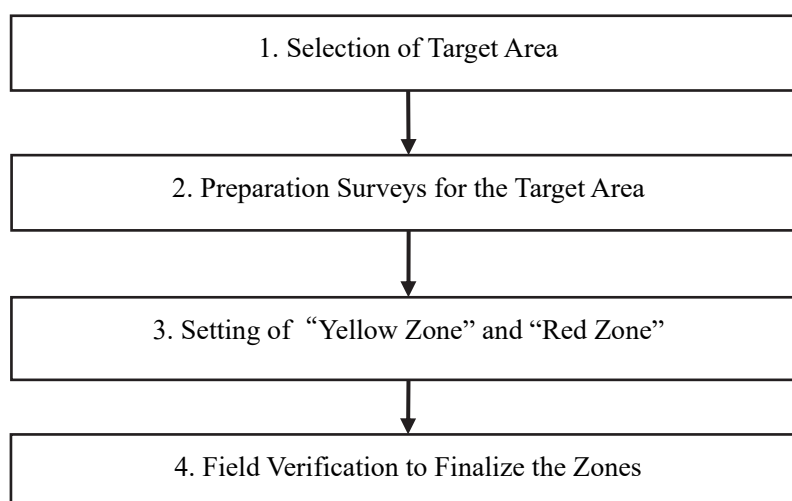 1. Selection of Target Area
2. Preparation Surveys for the Target Area
3. Setting of “Yellow Zone” and “Red Zone”
4. Field Verification to Finalize the Zones